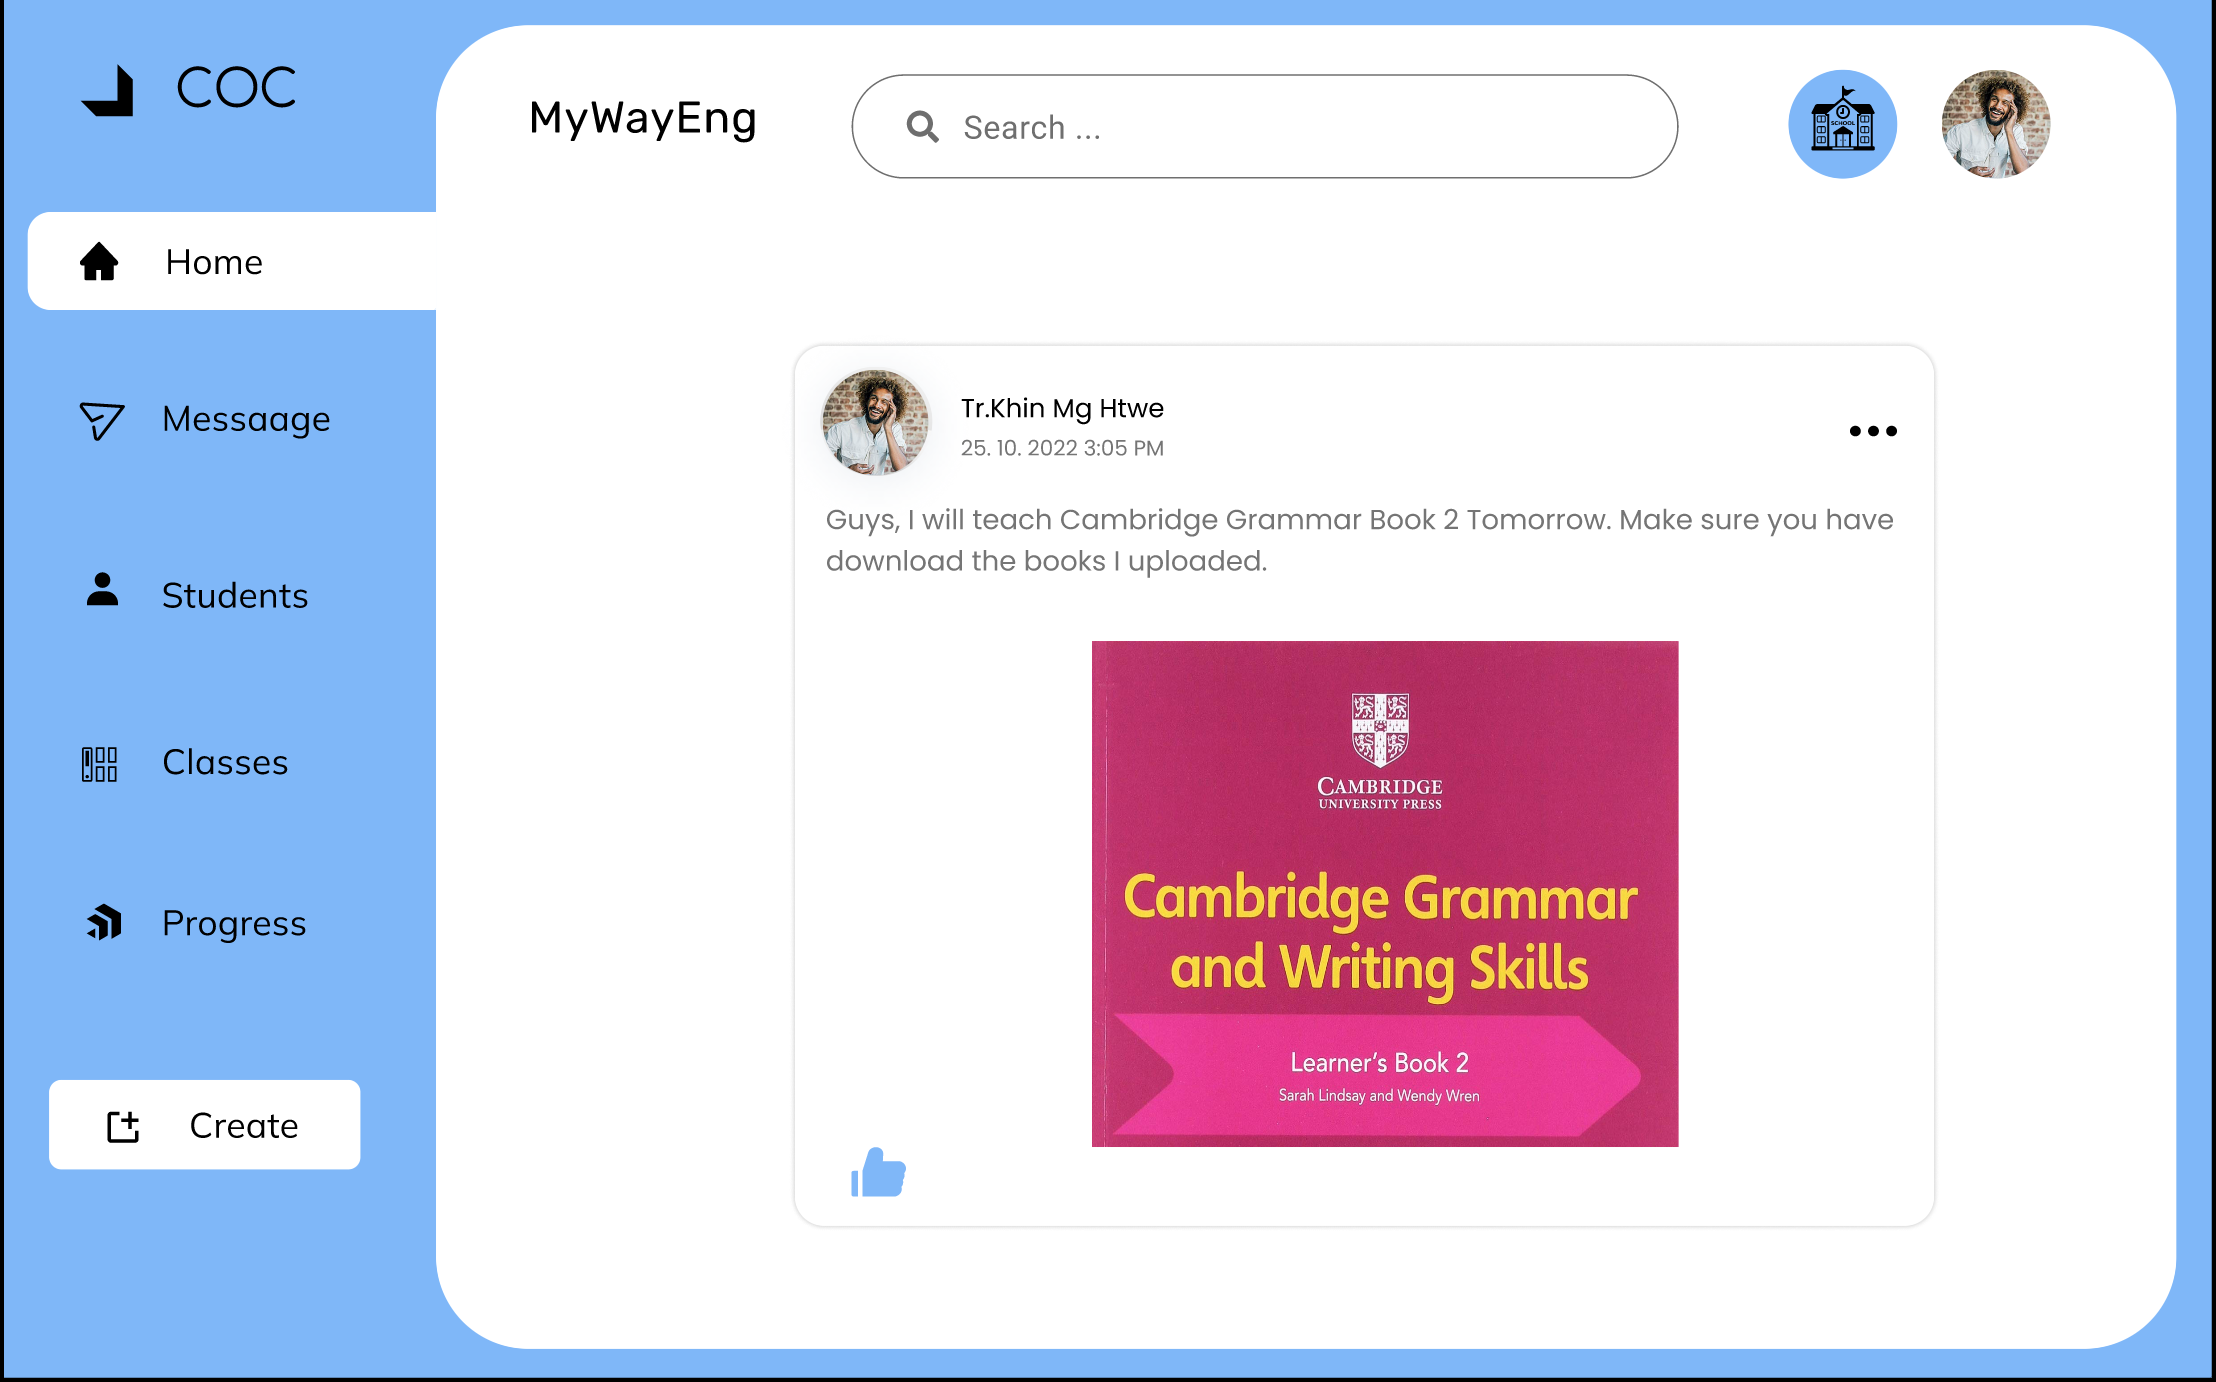 COC
MyWayEng
Search ...
SCHOOL
Home
Messaage
Students
Classes
Progress
Create
Tr.Khin Mg Htwe
25. 10. 2022 3:05 PM
Guys, I will teach Cambridge Grammar Book 2 Tomorrow. Make sure you have
download the books I uploaded.
CAMBRIDGE
UNIVERSITY PRESS
Cambridge Grammar
and Writing Skills
Learner's Book 2
Sarah Lindsay and Wendy Wren